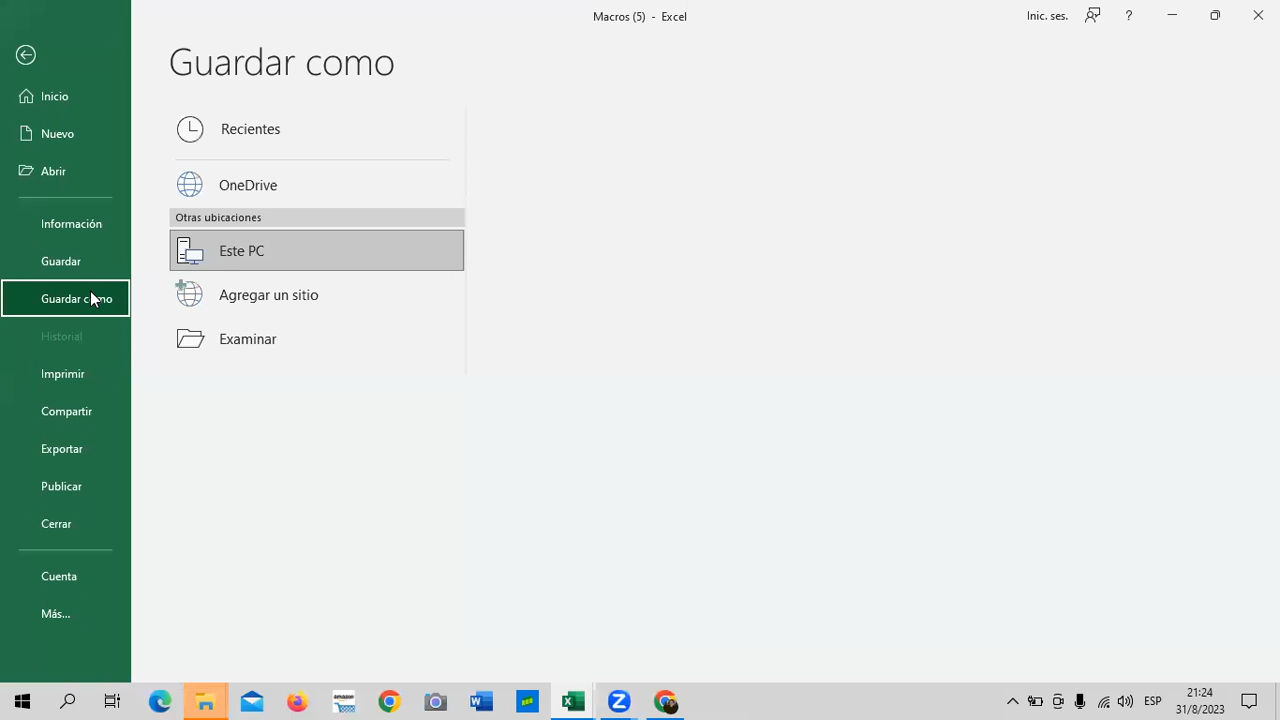 Macros (5) - Excel
Inic. ses.
?
Guardar como
Inicio
Nuevo
Abrir
Información
Guardar
Guardar como
Historial
Imprimir
Compartir
Exportar
Publicar
Cerrar
Cuenta
Más...
Recientes
OneDrive
Otras ubicaciones
Este PC
Agregar un sitio
Examinar
amazon
ESP
21:24
31/8/2023